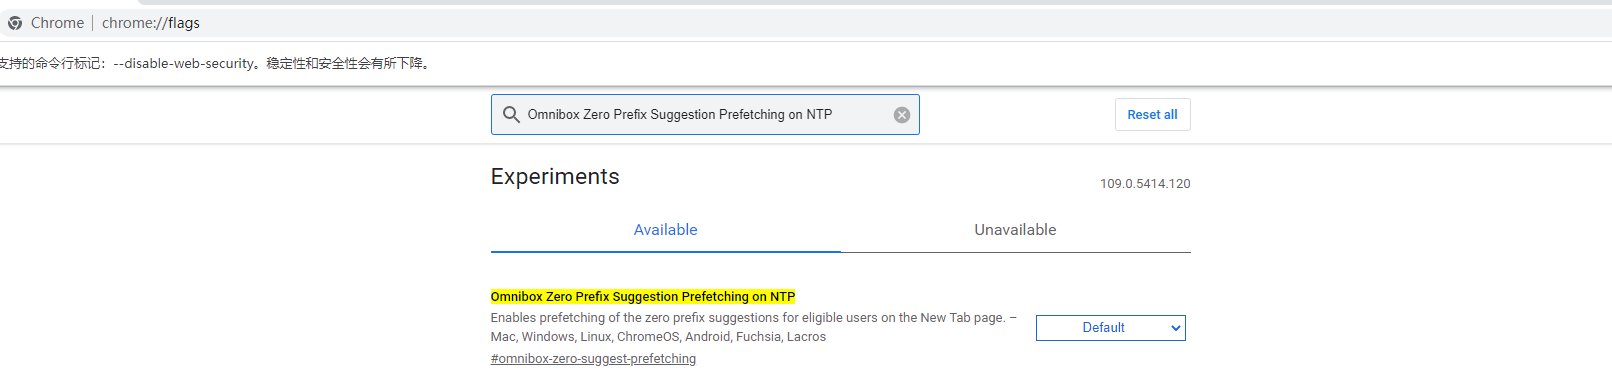 Chrome | chrome://flags
支持的命令行标记：--disable-web-security。稳定性和安全性会有所下降。
Omnibox Zero Prefix Suggestion Prefetching on NTP
Reset all
Experiments
109.0.5414.120
Available
Unavailable
Omnibox Zero Prefix Suggestion Prefetching on NTP
Enables prefetching of the zero prefix suggestions for eligible users on the New Tab page. –
Mac, Windows, Linux, ChromeOS, Android, Fuchsia, Lacros
Default
#omnibox-zero-suggest-prefetching